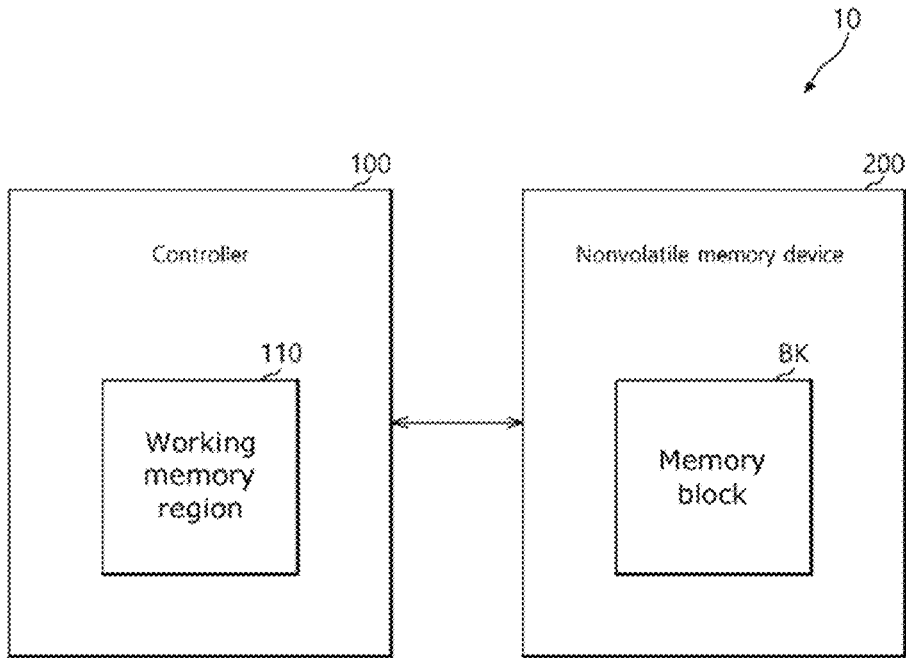 10
100
200
Controller
Nonvolatile memory device
110
BK
Working
memory
region
Memory
block